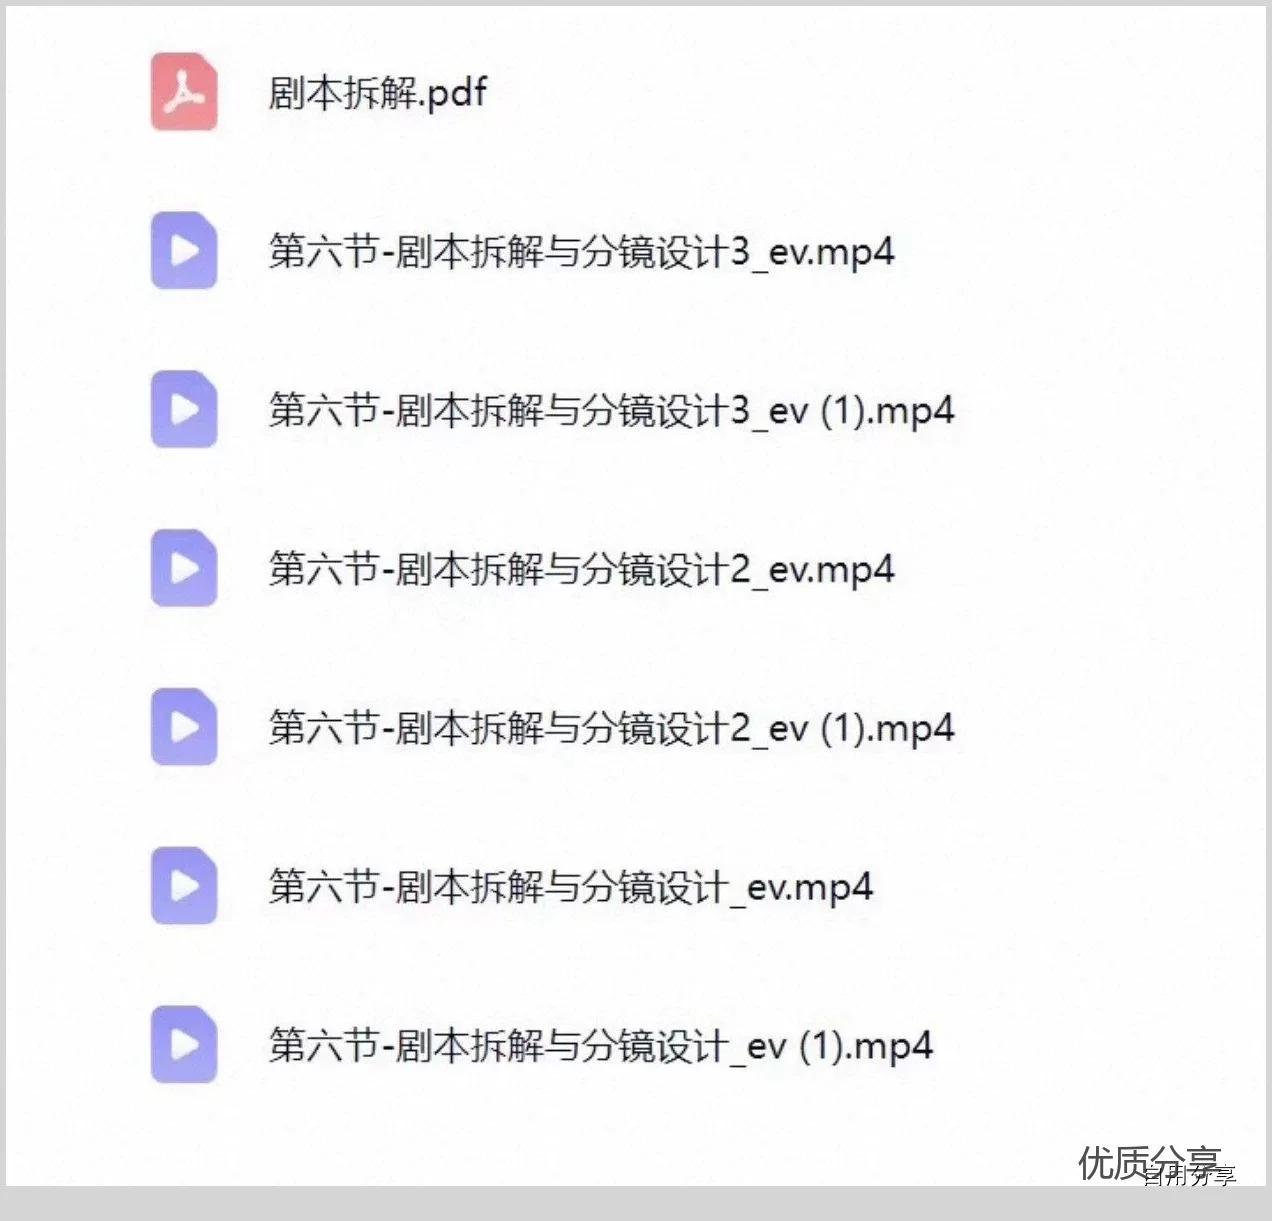 剧本拆解.pdf
第六节-剧本拆解与分镜设计3_ev.mp4
第六节-剧本拆解与分镜设计3_ev (1).mp4
第六节-剧本拆解与分镜设计2_ev.mp4
第六节-剧本拆解与分镜设计2_ev (1).mp4
第六节-剧本拆解与分镜设计_ev.mp4
第六节-剧本拆解与分镜设计_ev (1).mp4
优质分享
自用分享